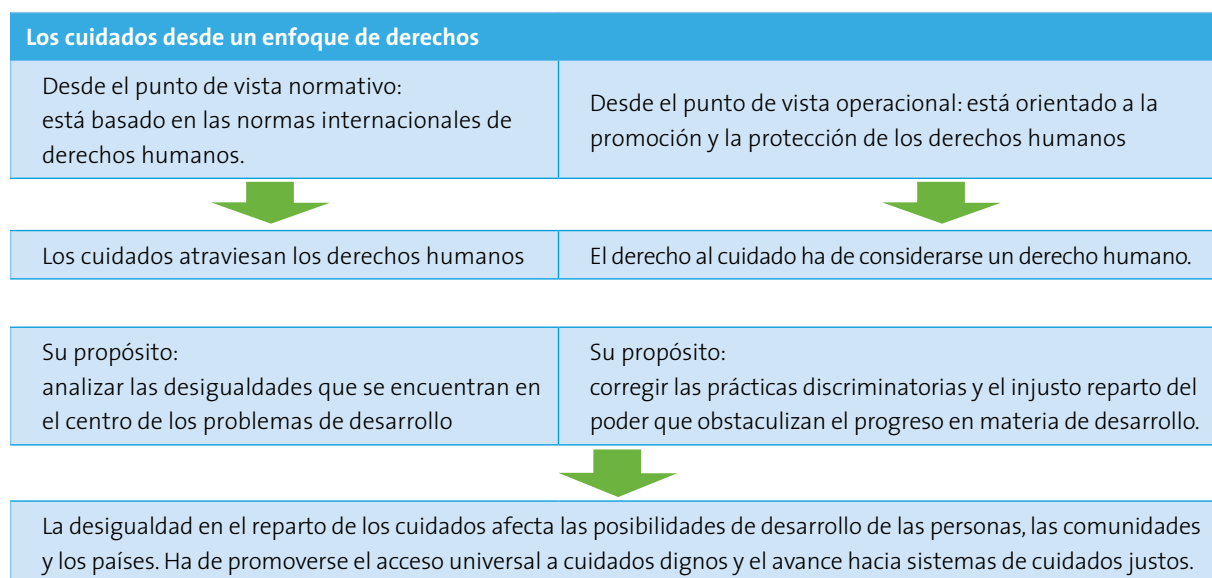 Los cuidados desde un enfoque de derechos
Desde el punto de vista normativo:
está basado en las normas internacionales de
derechos humanos.
Desde el punto de vista operacional: está orientado a la
promoción y la protección de los derechos humanos
Los cuidados atraviesan los derechos humanos
El derecho al cuidado ha de considerarse un derecho humano.
Su propósito:
analizar las desigualdades que se encuentran en
el centro de los problemas de desarrollo
Su propósito:
corregir las prácticas discriminatorias y el injusto reparto del
poder que obstaculizan el progreso en materia de desarrollo.
La desigualdad en el reparto de los cuidados afecta las posibilidades de desarrollo de las personas, las comunidades
y los países. Ha de promoverse el acceso universal a cuidados dignos y el avance hacia sistemas de cuidados justos.